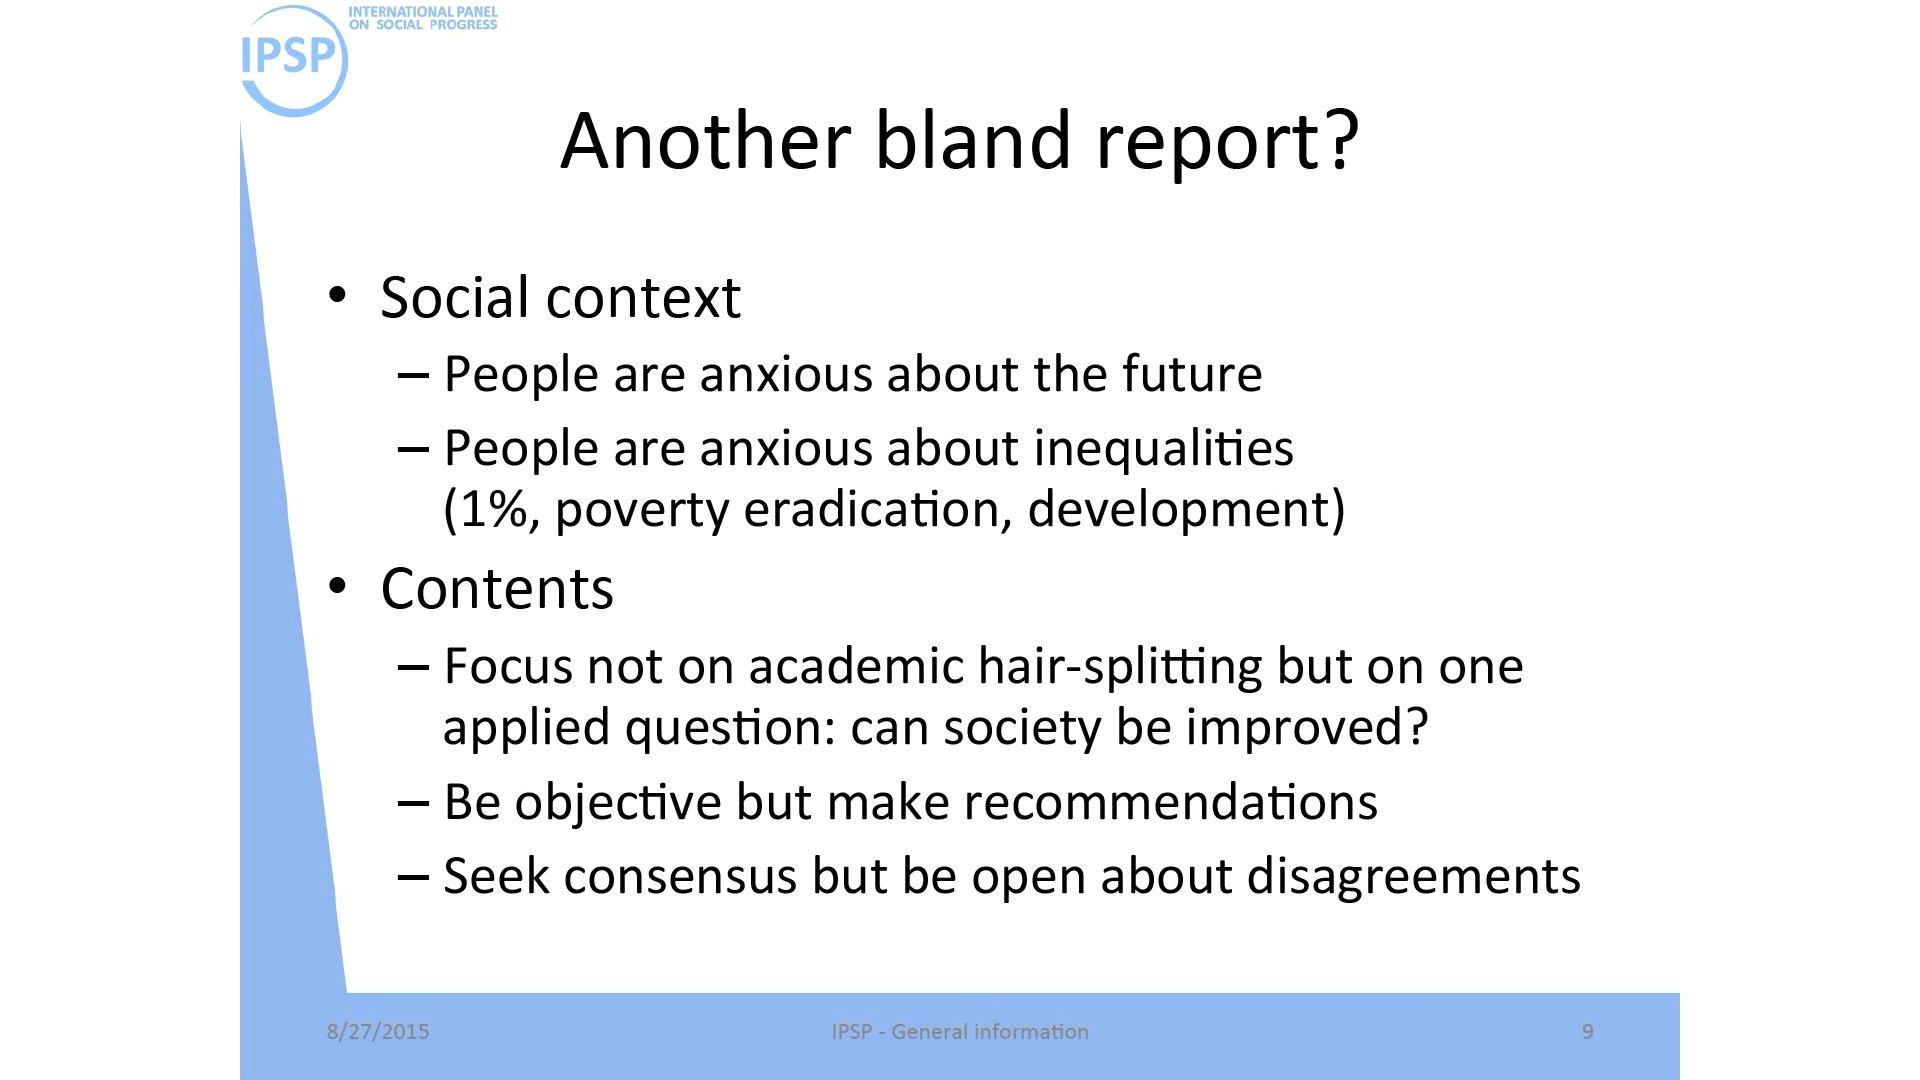 INTERNATIONAL PANEL
ON SOCIAL PROGRESS
IPSP
Another bland report?
• Social context
– People are anxious about the future
– People are anxious about inequalities
(1%, poverty eradication, development)
• Contents
– Focus not on academic hair-splitting but on one
applied question: can society be improved?
– Be objective but make recommendations
– Seek consensus but be open about disagreements
8/27/2015
IPSP - General information
9